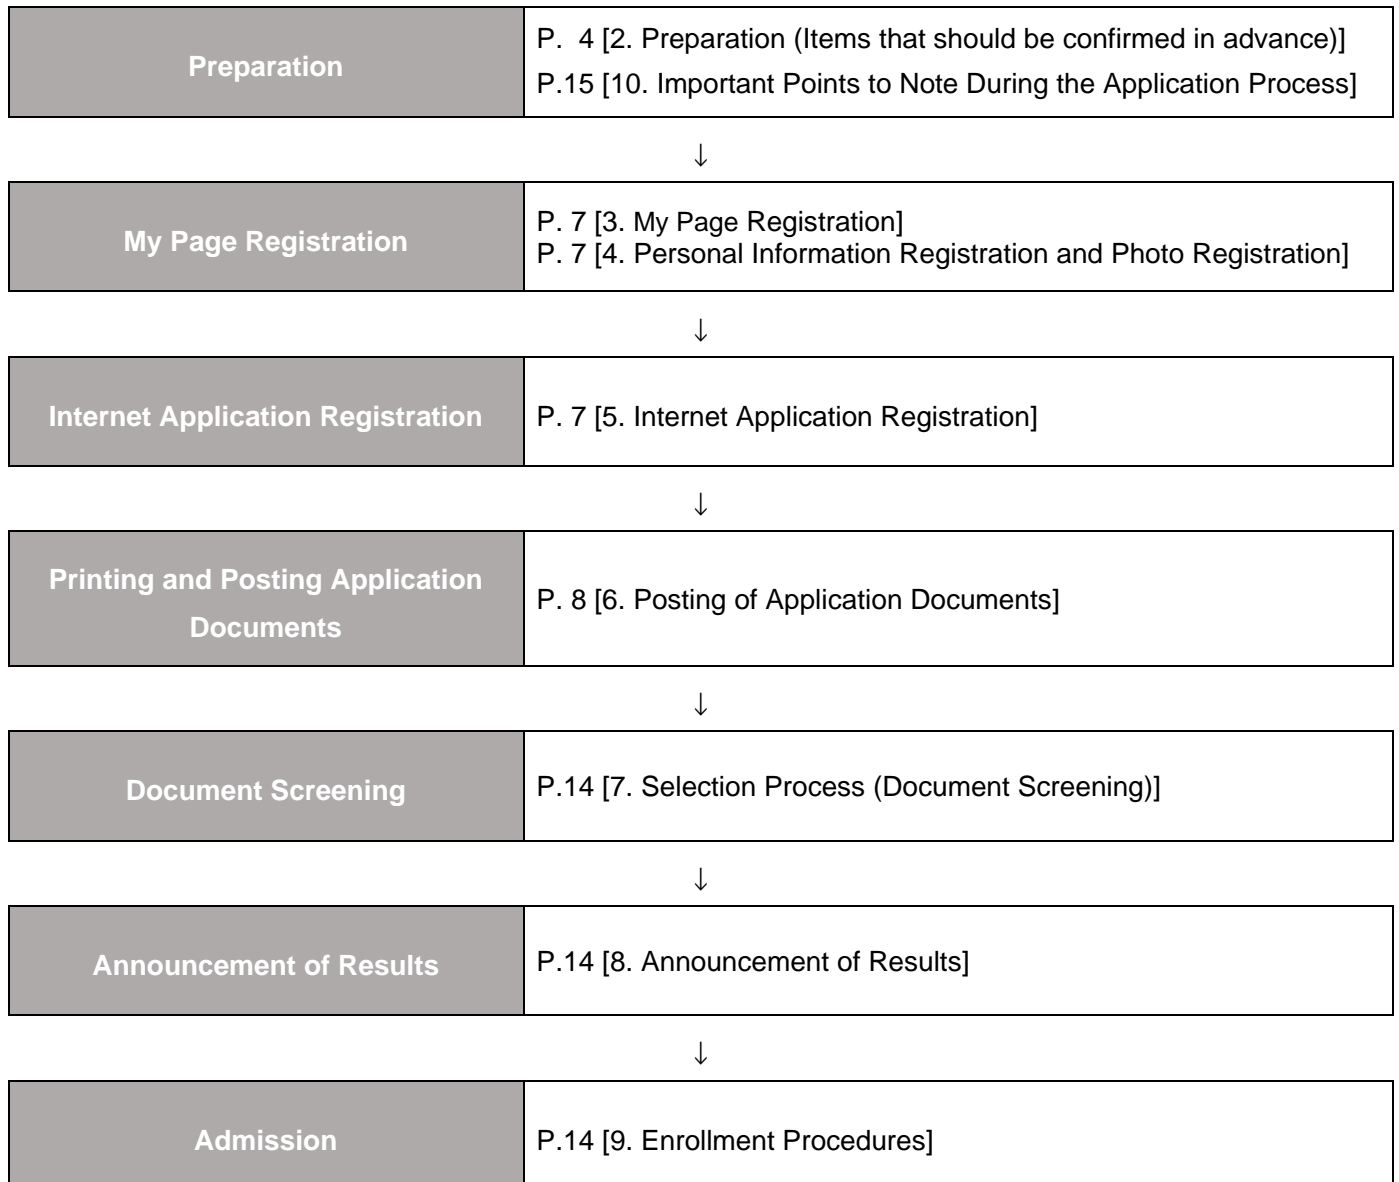 Preparation
P. 4 [2. Preparation (Items that should be confirmed in advance)]
P.15 [10. Important Points to Note During the Application Process]
↓
My Page Registration
P. 7 [3. My Page Registration]
P. 7 [4. Personal Information Registration and Photo Registration]
↓
Internet Application Registration
P. 7 [5. Internet Application Registration]
↓
Printing and Posting Application
Documents
P. 8 [6. Posting of Application Documents]
↓
Document Screening
P.14 [7. Selection Process (Document Screening)]
↓
Announcement of Results
P.14 [8. Announcement of Results]
↓
Admission
P.14 [9. Enrollment Procedures]